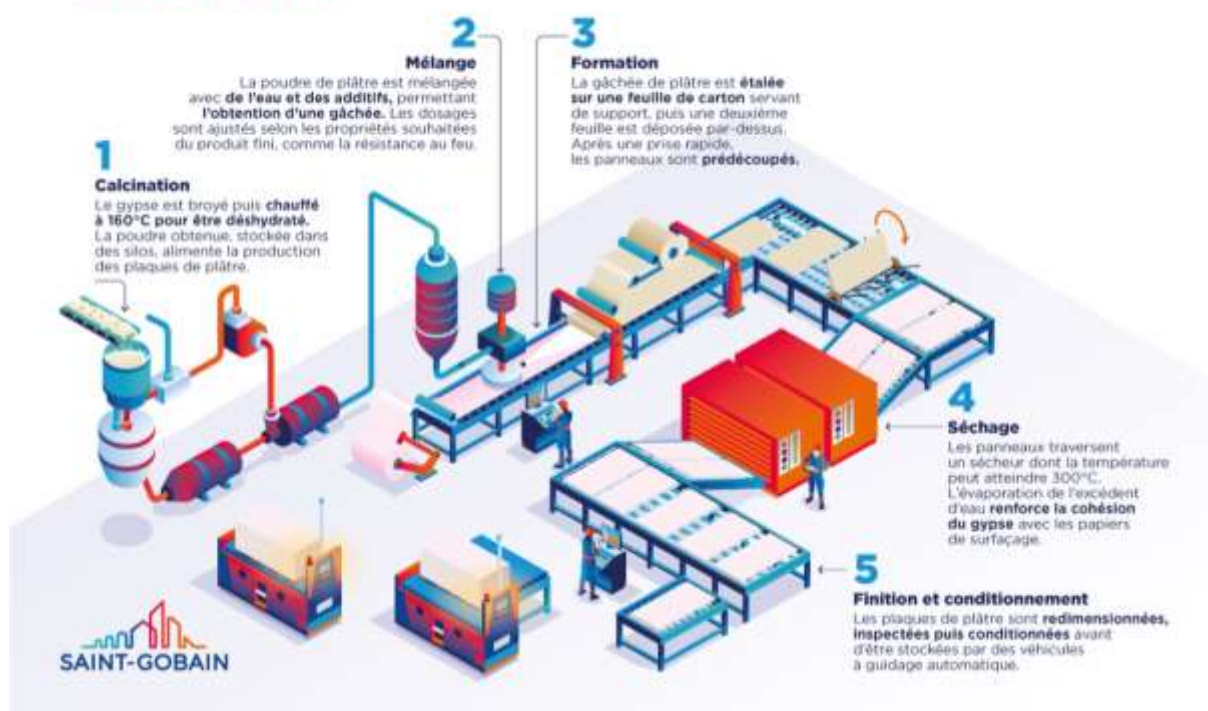 1
Calcination
Le gypse est broyé puis chauffé
à 160°C pour être déshydraté.
La poudre obtenue, stockée dans
des silos, alimente la production
des plaques de plâtre.
2
Mélange
La poudre de plâtre est mélangée
avec de l'eau et des additifs, permettant
l'obtention d'une gâchée. Les dosages
sont ajustés selon les propriétés souhaitées
du produit fini, comme la résistance au feu.
3
Formation
La gâchée de plâtre est étalée
sur une feuille de carton servant
de support, puis une deuxième
feuille est déposée par-dessus.
Après une prise rapide,
les panneaux sont prédécoupés.
4
Séchage
Les panneaux traversent
un sécheur dont la température
peut atteindre 300°C.
L'évaporation de l'excédent
d'eau renforce la cohésion
du gypse avec les papiers
de surfaçage.
5
Finition et conditionnement
Les plaques de plâtre sont redimensionnées,
inspectées puis conditionnées avant
d'être stockées par des véhicules
à guidage automatique.
SAINT-GOBAIN